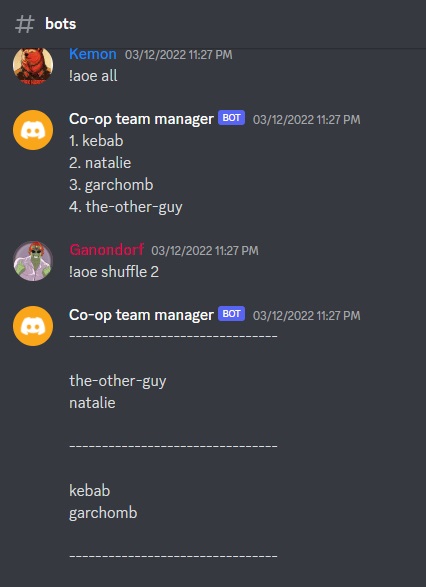 # bots
Kemon 03/12/2022 11:27 PM
!aoe all
Co-op team manager BOT 03/12/2022 11:27 PM
1. kebab
2. natalie
3. garchomb
4. the-other-guy
Ganondorf 03/12/2022 11:27 PM
!aoe shuffle 2
Co-op team manager BOT 03/12/2022 11:27 PM
--------------------------------
the-other-guy
natalie
--------------------------------
kebab
garchomb
--------------------------------